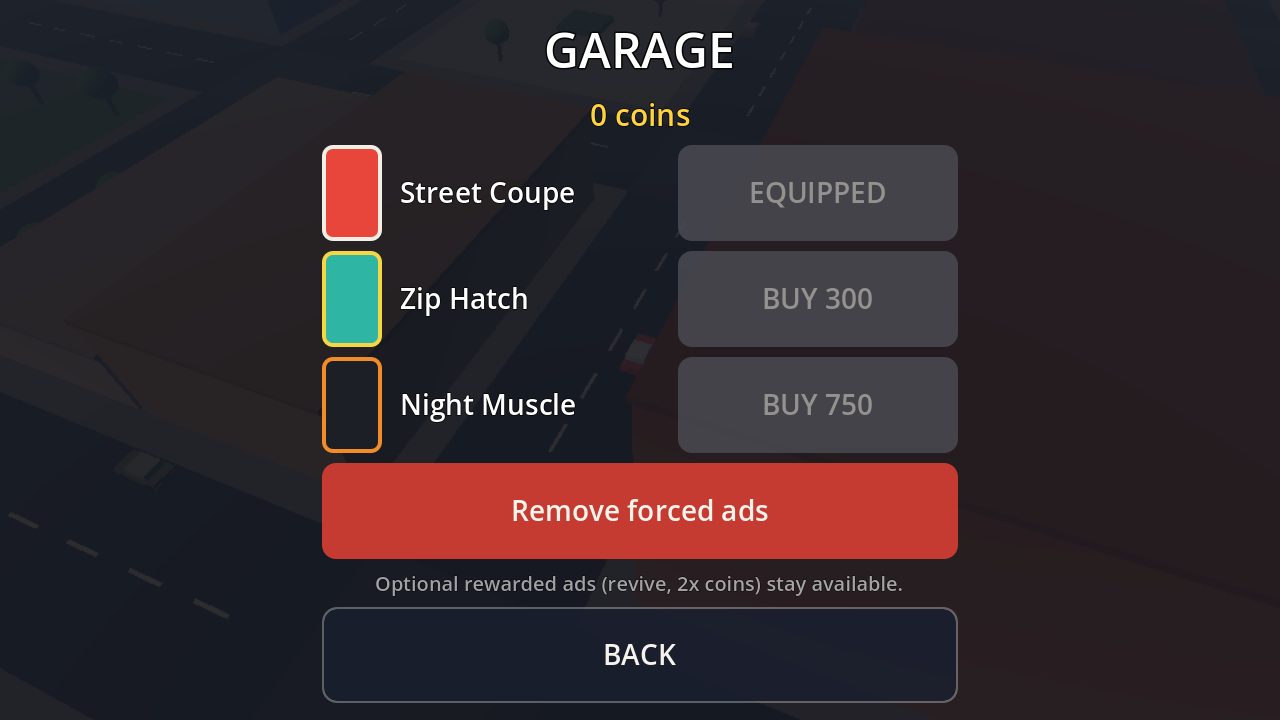 GARAGE
0 coins
Street Coupe
EQUIPPED
Zip Hatch
BUY 300
Night Muscle
BUY 750
Remove forced ads
Optional rewarded ads (revive, 2x coins) stay available.
BACK